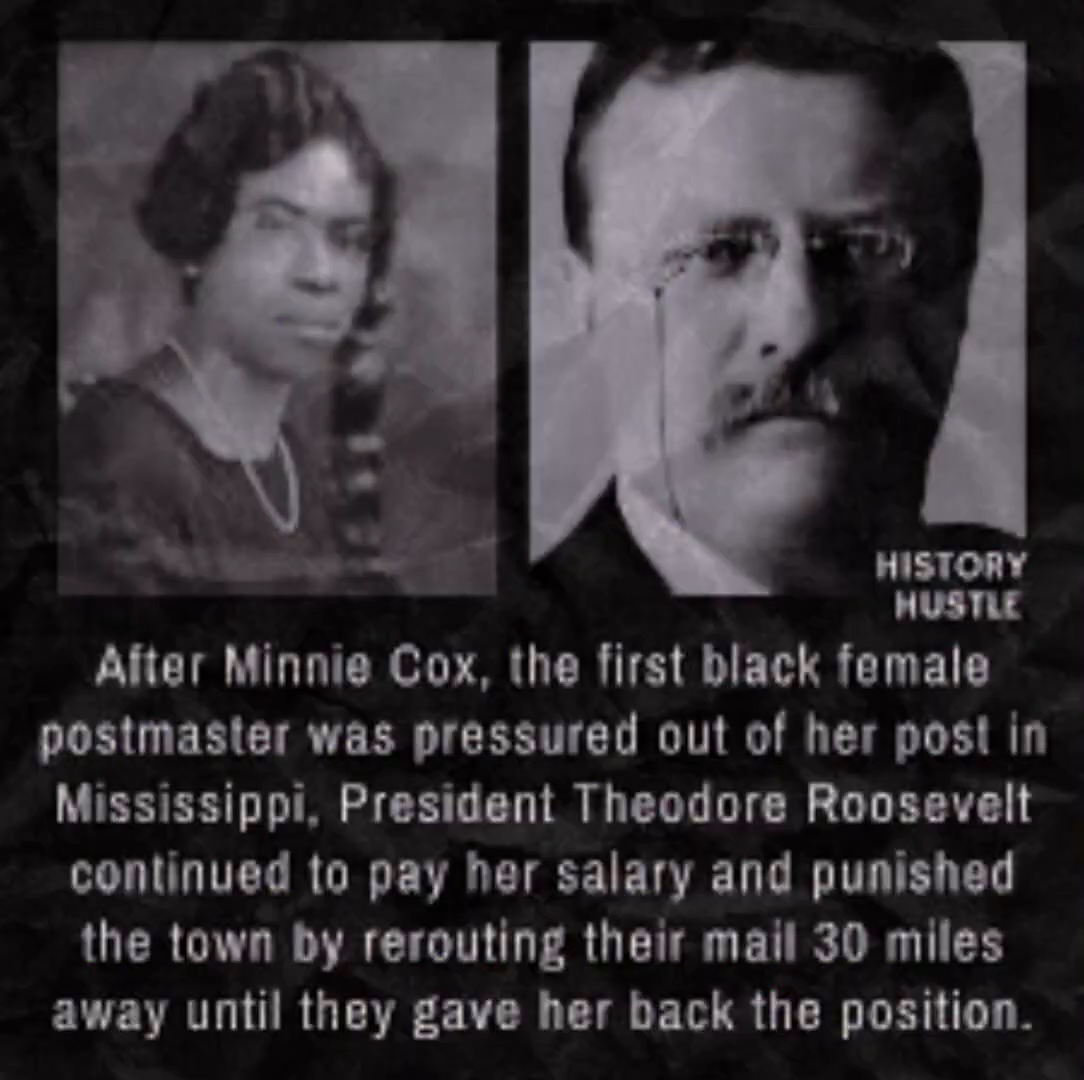 HISTORY
HUSTLE
After Minnie Cox, the first black female
postmaster was pressured out of her post in
Mississippi, President Theodore Roosevelt
continued to pay her salary and punished
the town by rerouting their mail 30 miles
away until they gave her back the position.